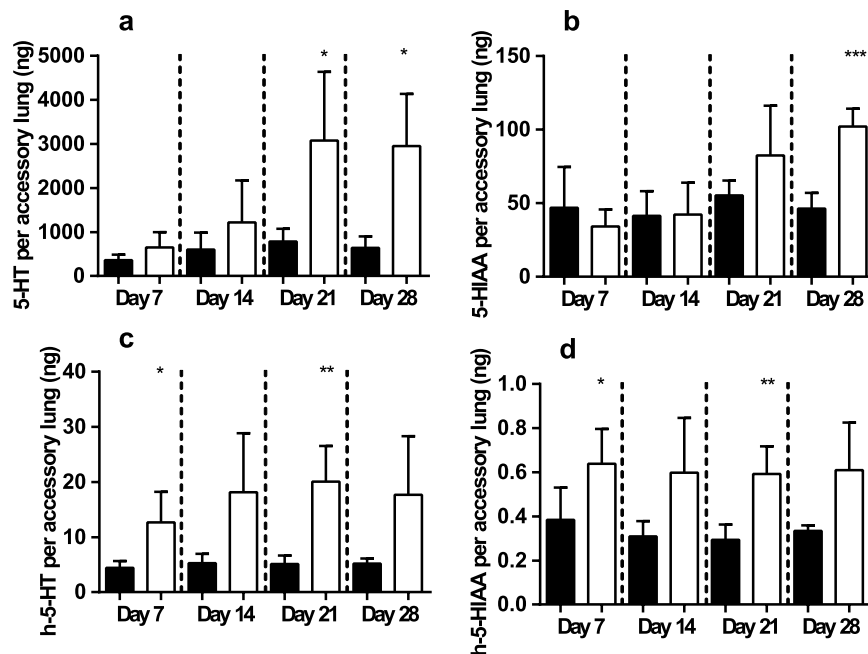 a
5-HT per accessory lung (ng)
5000
4000
3000
2000
1000
0
*
*
Day 7
Day 14
Day 21
Day 28
b
5-HIAA per accessory lung (ng)
150
100
50
0
***
Day 7
Day 14
Day 21
Day 28
c
h-5-HT per accessory lung (ng)
40
30
20
10
0
*
**
Day 7
Day 14
Day 21
Day 28
d
h-5-HIAA per accessory lung (ng)
1.0
0.8
0.6
0.4
0.2
0.0
*
**
Day 7
Day 14
Day 21
Day 28